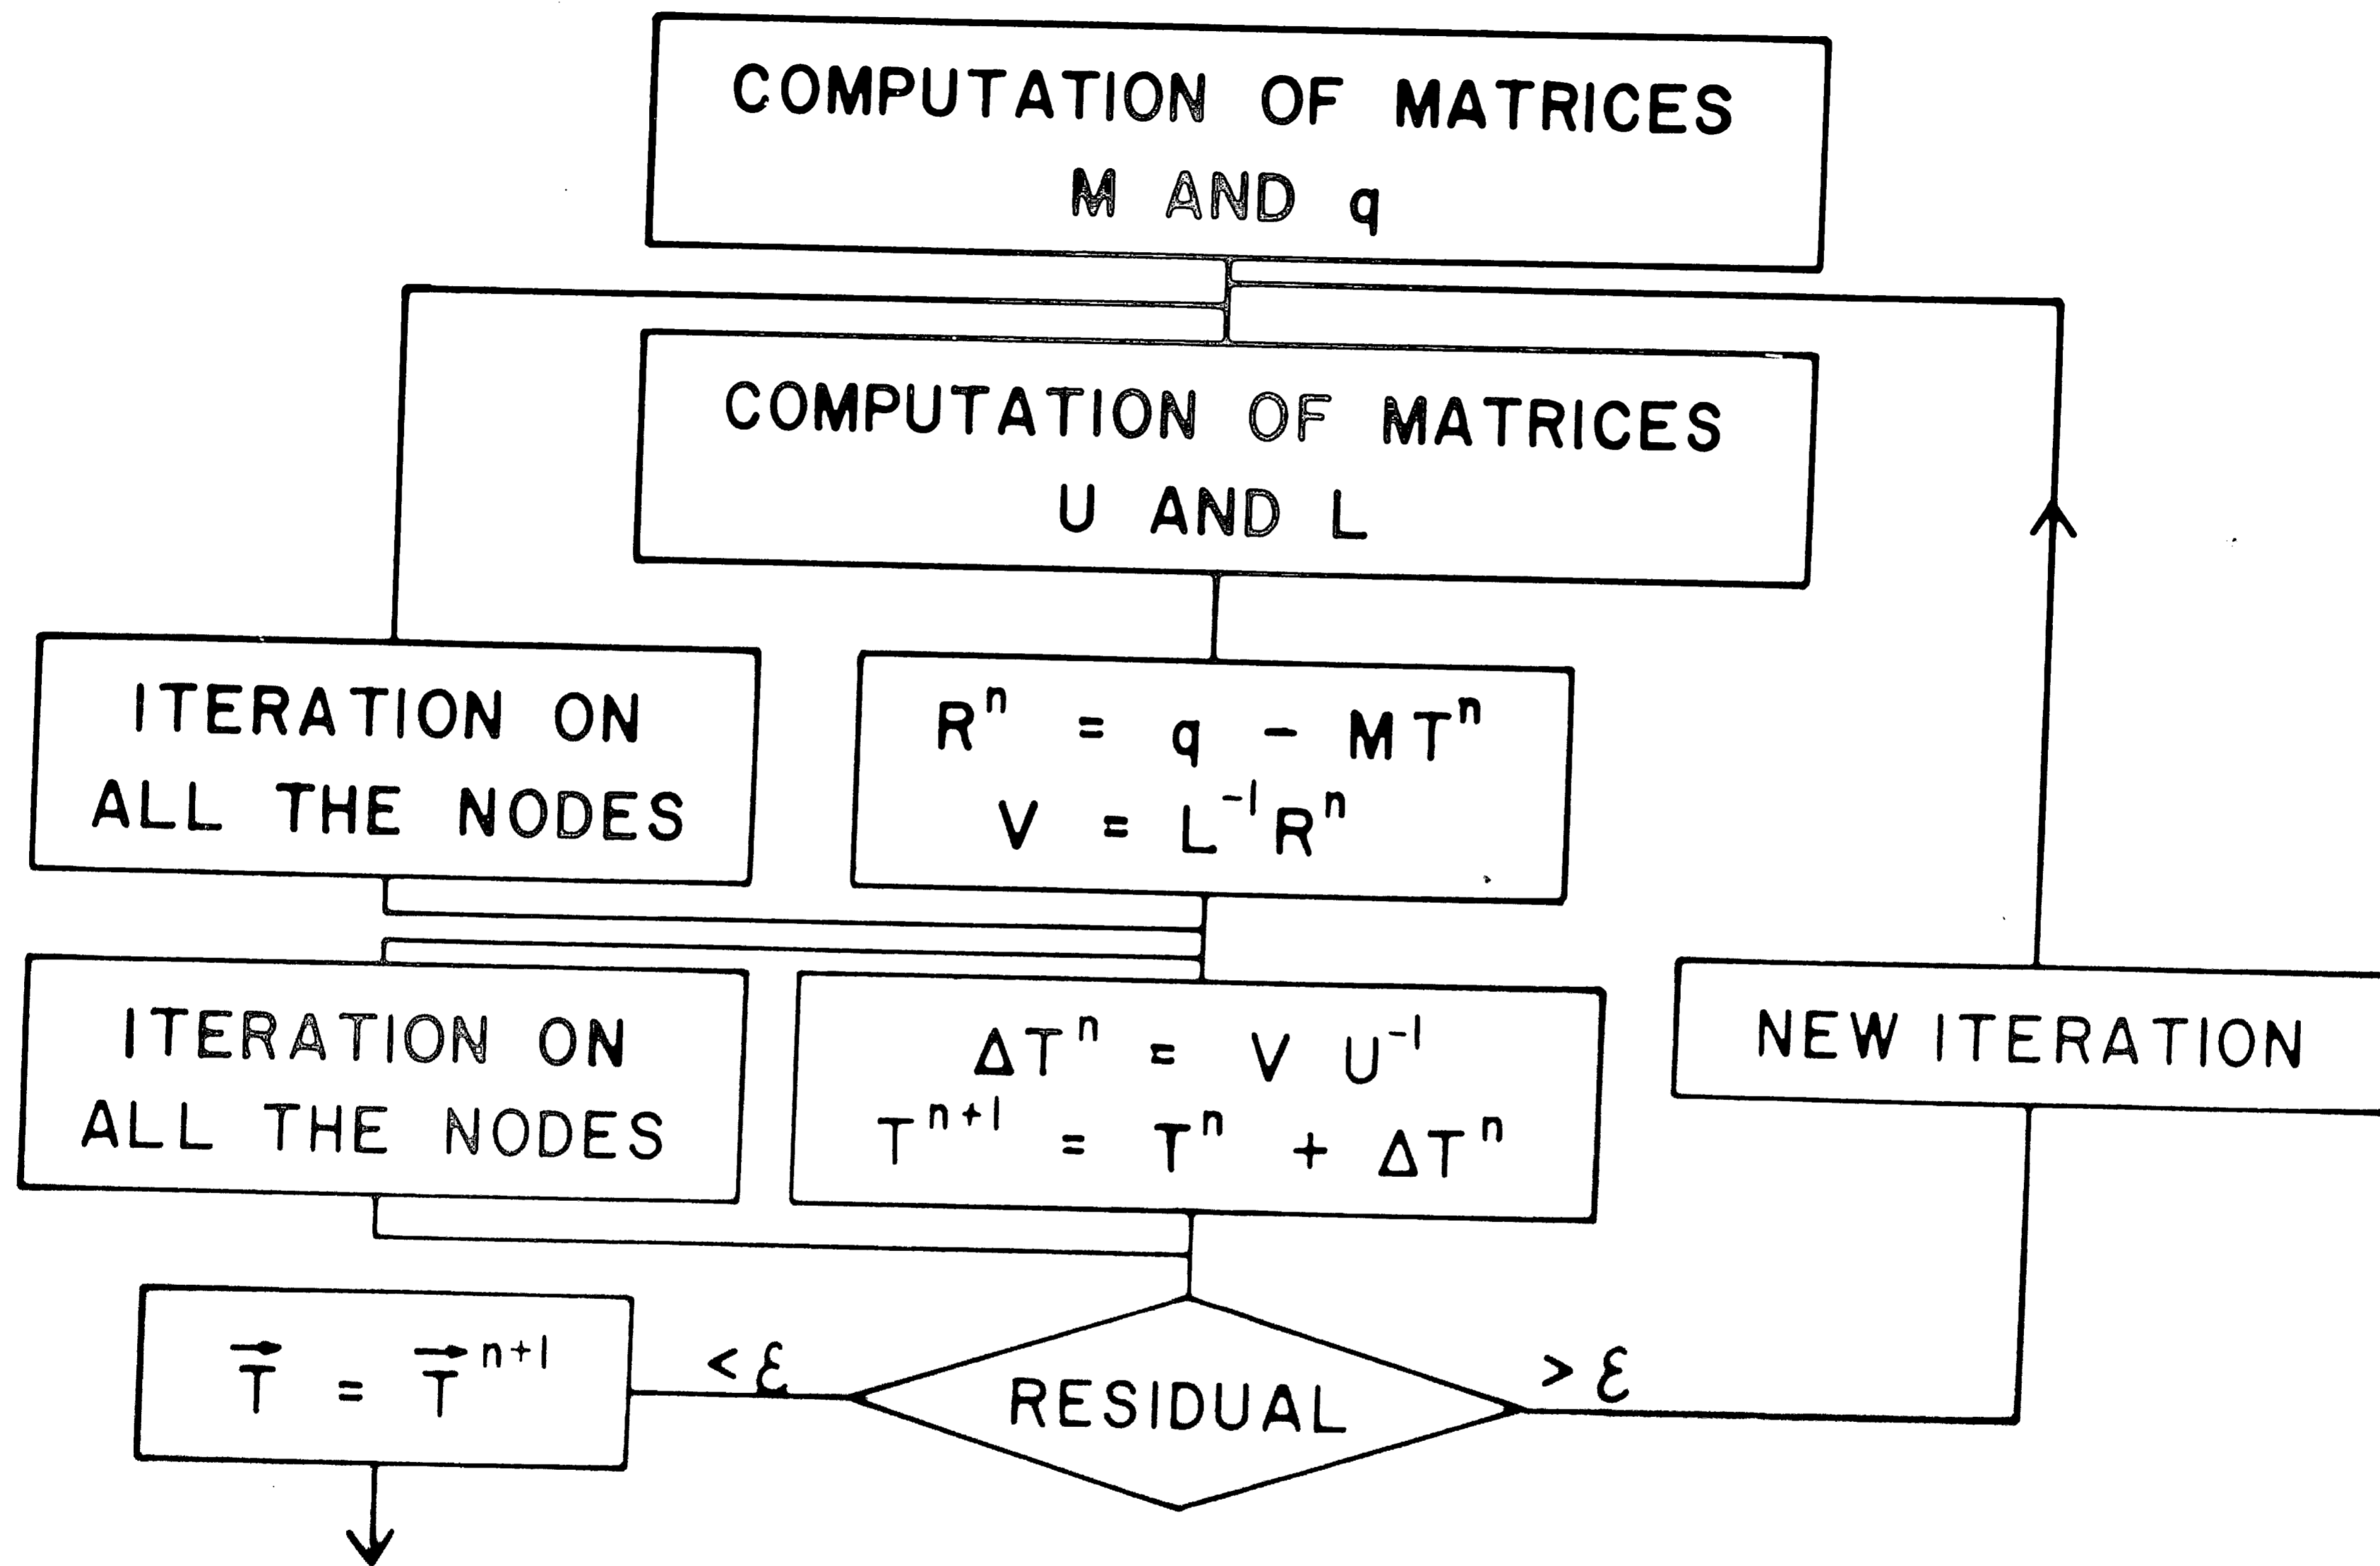 COMPUTATION OF MATRICES
M AND q
COMPUTATION OF MATRICES
U AND L
ITERATION ON
ALL THE NODES
Rⁿ = q - MTⁿ
V = L⁻¹Rⁿ
ITERATION ON
ALL THE NODES
ΔTⁿ = V U⁻¹
Tⁿ⁺¹ = Tⁿ + ΔTⁿ
NEW ITERATION
T⃗ = T⃗ⁿ⁺¹
< ε
RESIDUAL
> ε